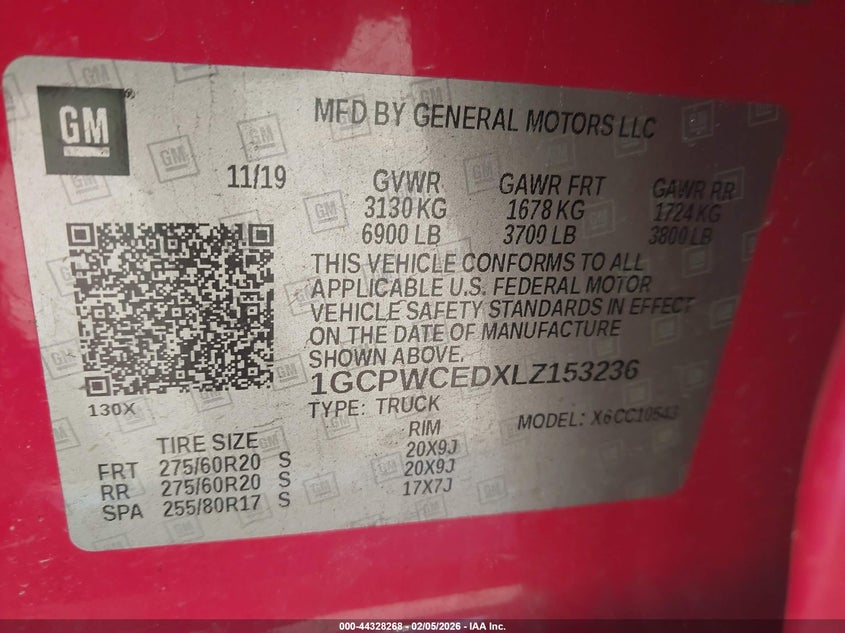 GM
MFD BY GENERAL MOTORS LLC
11/19
GVWR GAWR FRT GAWR RR
3130 KG 1678 KG 1724 KG
6900 LB 3700 LB 3800 LB
THIS VEHICLE CONFORMS TO ALL
APPLICABLE U.S. FEDERAL MOTOR
VEHICLE SAFETY STANDARDS IN EFFECT
ON THE DATE OF MANUFACTURE
SHOWN ABOVE.
1GCPWCEDXLZ153236
130X
TYPE: TRUCK MODEL: X6CC10543
TIRE SIZE RIM
FRT 275/60R20 S 20X9J
RR 275/60R20 S 20X9J
SPA 255/80R17 S 17X7J
000-44328268 - 02/05/2026 - IAA Inc.